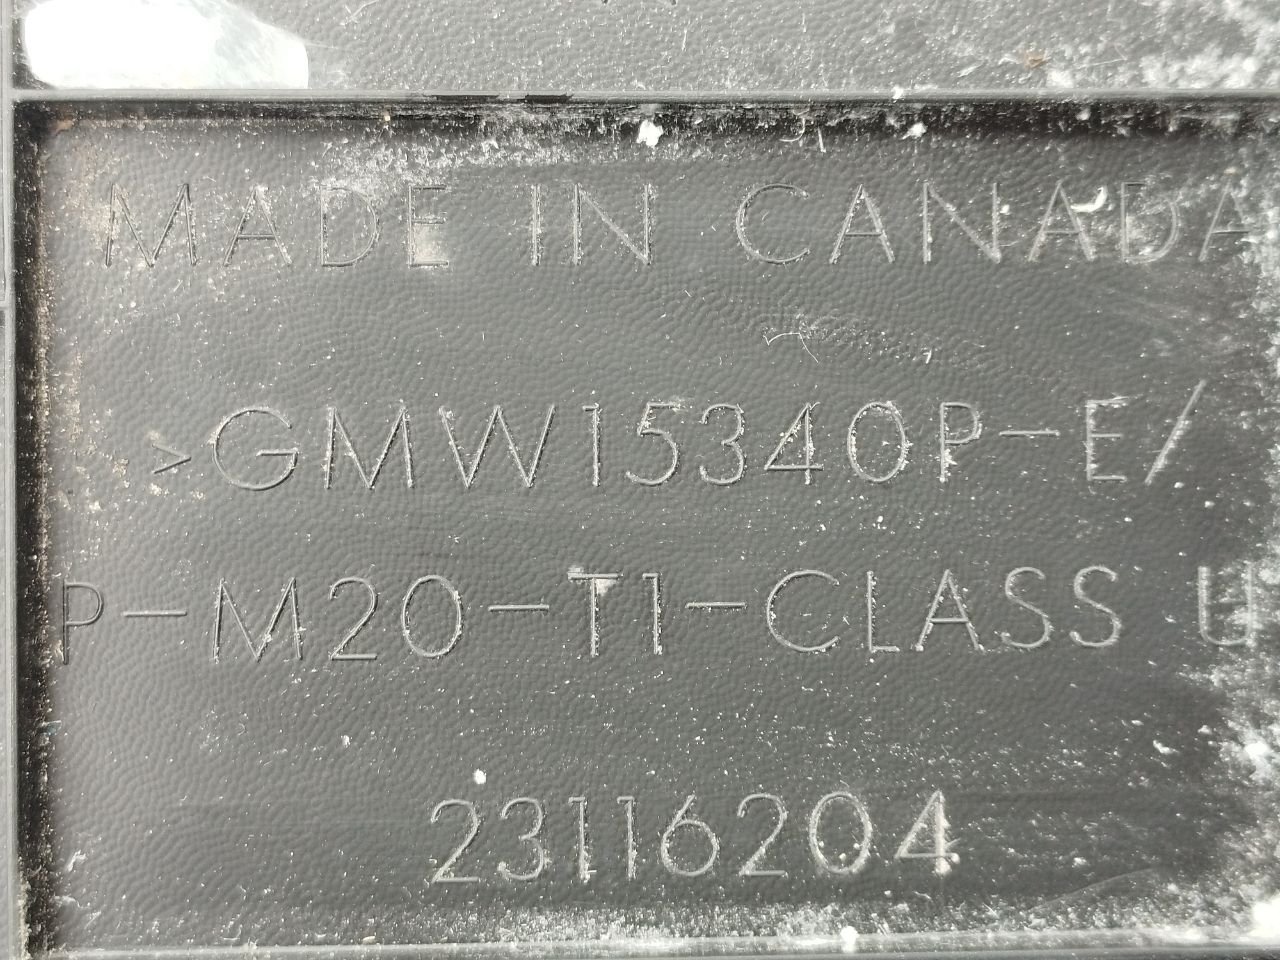 MADE IN CANADA
>GMW15340P-E/
P-M20-T1-CLASS U
23116204